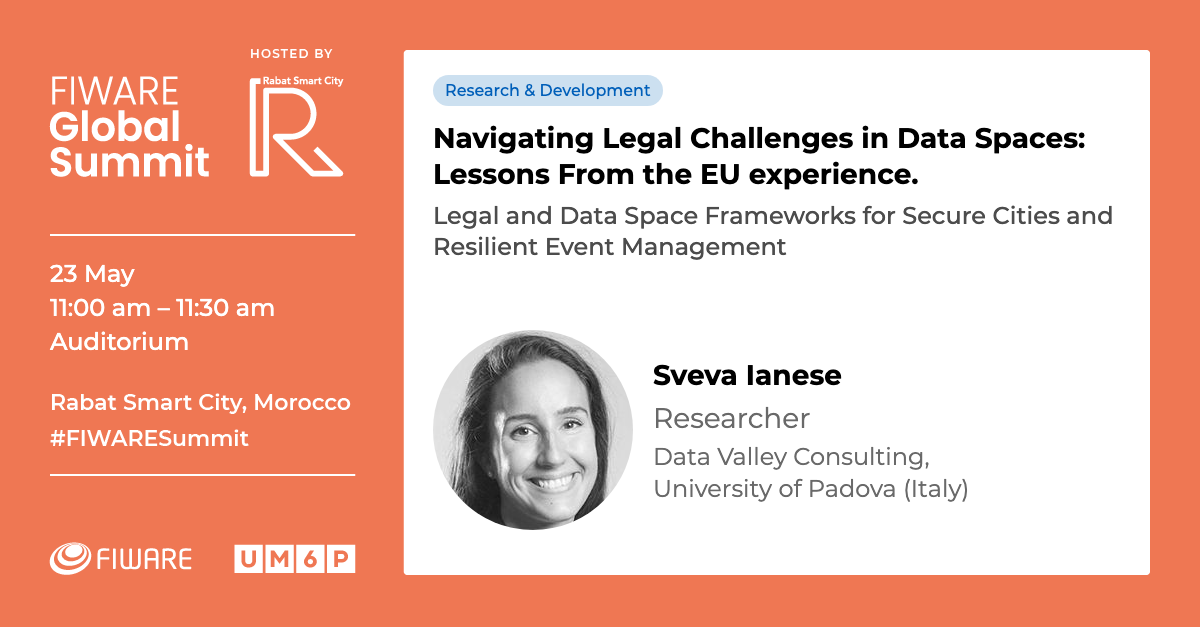 HOSTED BY
Rabat Smart City
R
FIWARE
Global
Summit
23 May
11:00 am – 11:30 am
Auditorium
Rabat Smart City, Morocco
#FIWARESummit
FIWARE
UM6P
Research & Development
Navigating Legal Challenges in Data Spaces:
Lessons From the EU experience.
Legal and Data Space Frameworks for Secure Cities and
Resilient Event Management
Sveva Ianese
Researcher
Data Valley Consulting,
University of Padova (Italy)